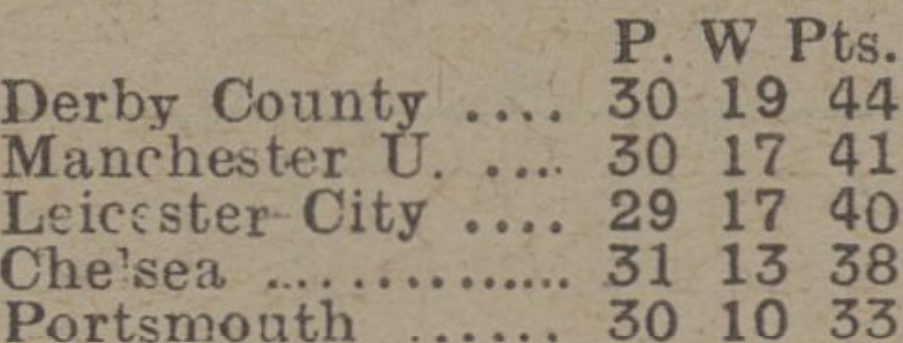 P. W Pts.
Derby County .... 30 19 44
Manchester U. .... 30 17 41
Leicester City .... 29 17 40
Chelsea ............. 31 13 38
Portsmouth ...... 30 10 33